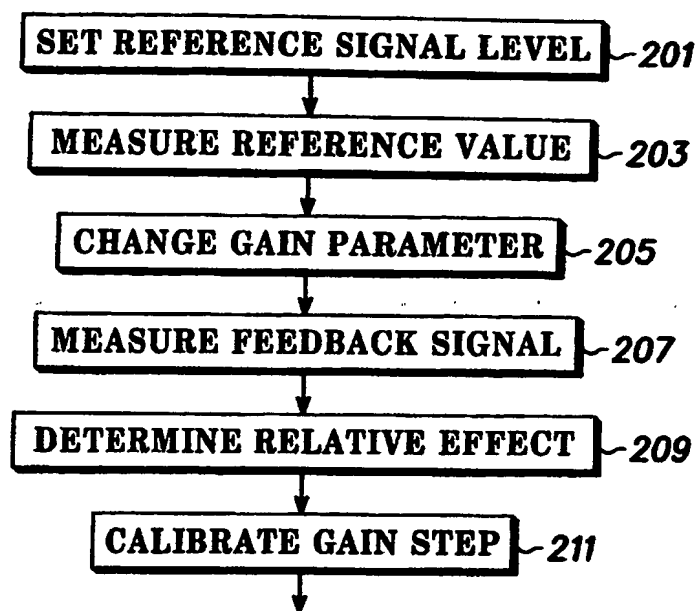 SET REFERENCE SIGNAL LEVEL 201
MEASURE REFERENCE VALUE 203
CHANGE GAIN PARAMETER 205
MEASURE FEEDBACK SIGNAL 207
DETERMINE RELATIVE EFFECT 209
CALIBRATE GAIN STEP 211